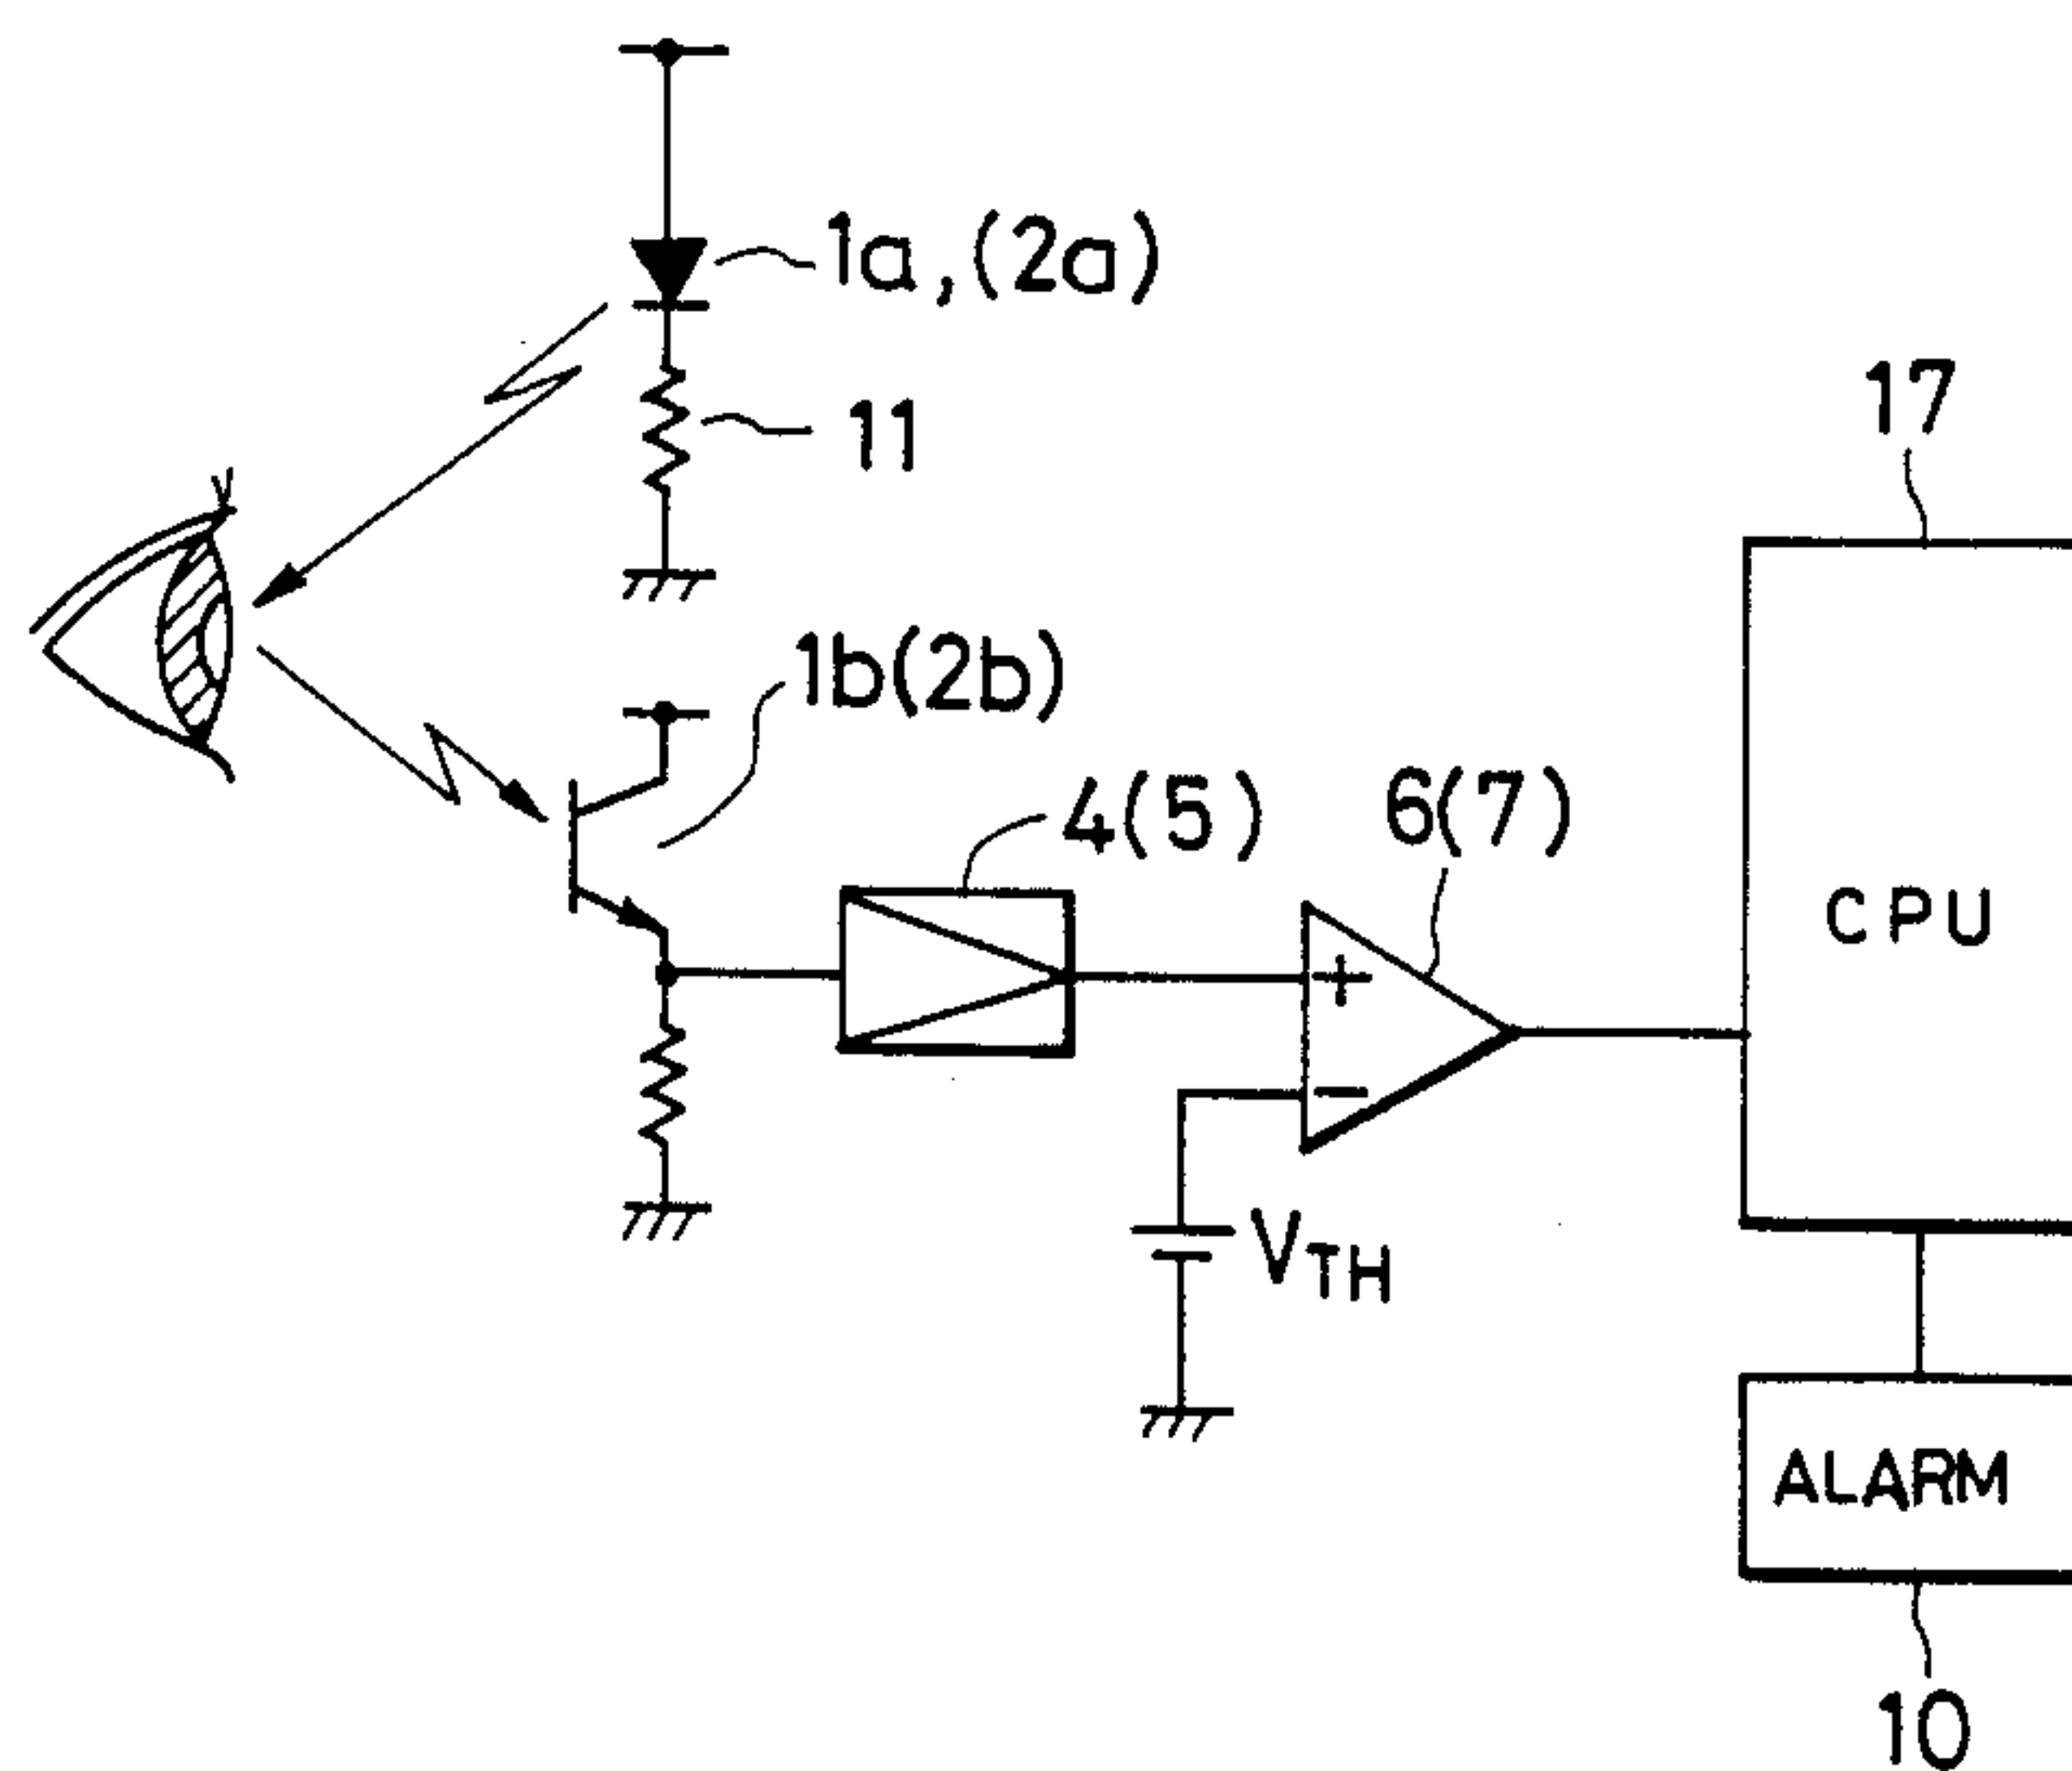 1a,(2a)
11
17
1b(2b)
4(5)
6(7)
CPU
+
−
VTH
ALARM
10